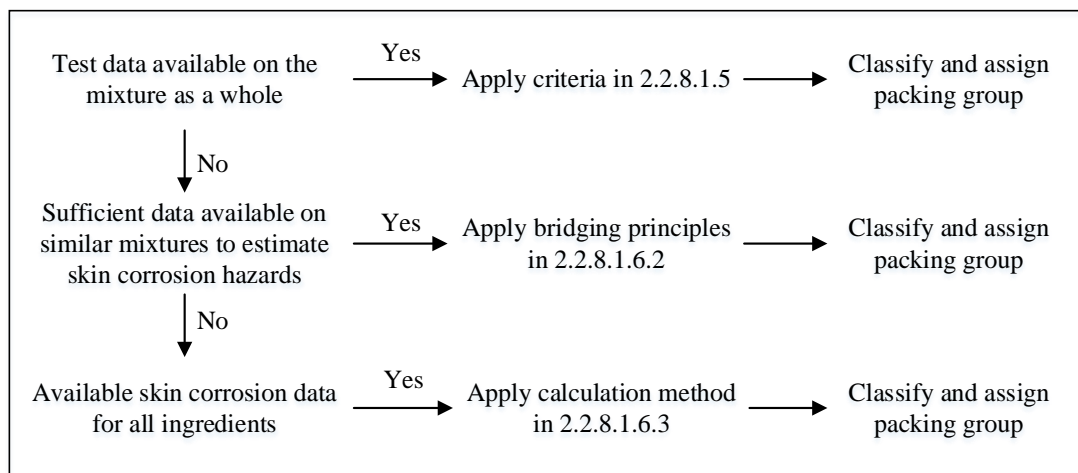 Test data available on the
mixture as a whole
Yes
Apply criteria in 2.2.8.1.5
Classify and assign
packing group
No
Sufficient data available on
similar mixtures to estimate
skin corrosion hazards
Yes
Apply bridging principles
in 2.2.8.1.6.2
Classify and assign
packing group
No
Available skin corrosion data
for all ingredients
Yes
Apply calculation method
in 2.2.8.1.6.3
Classify and assign
packing group